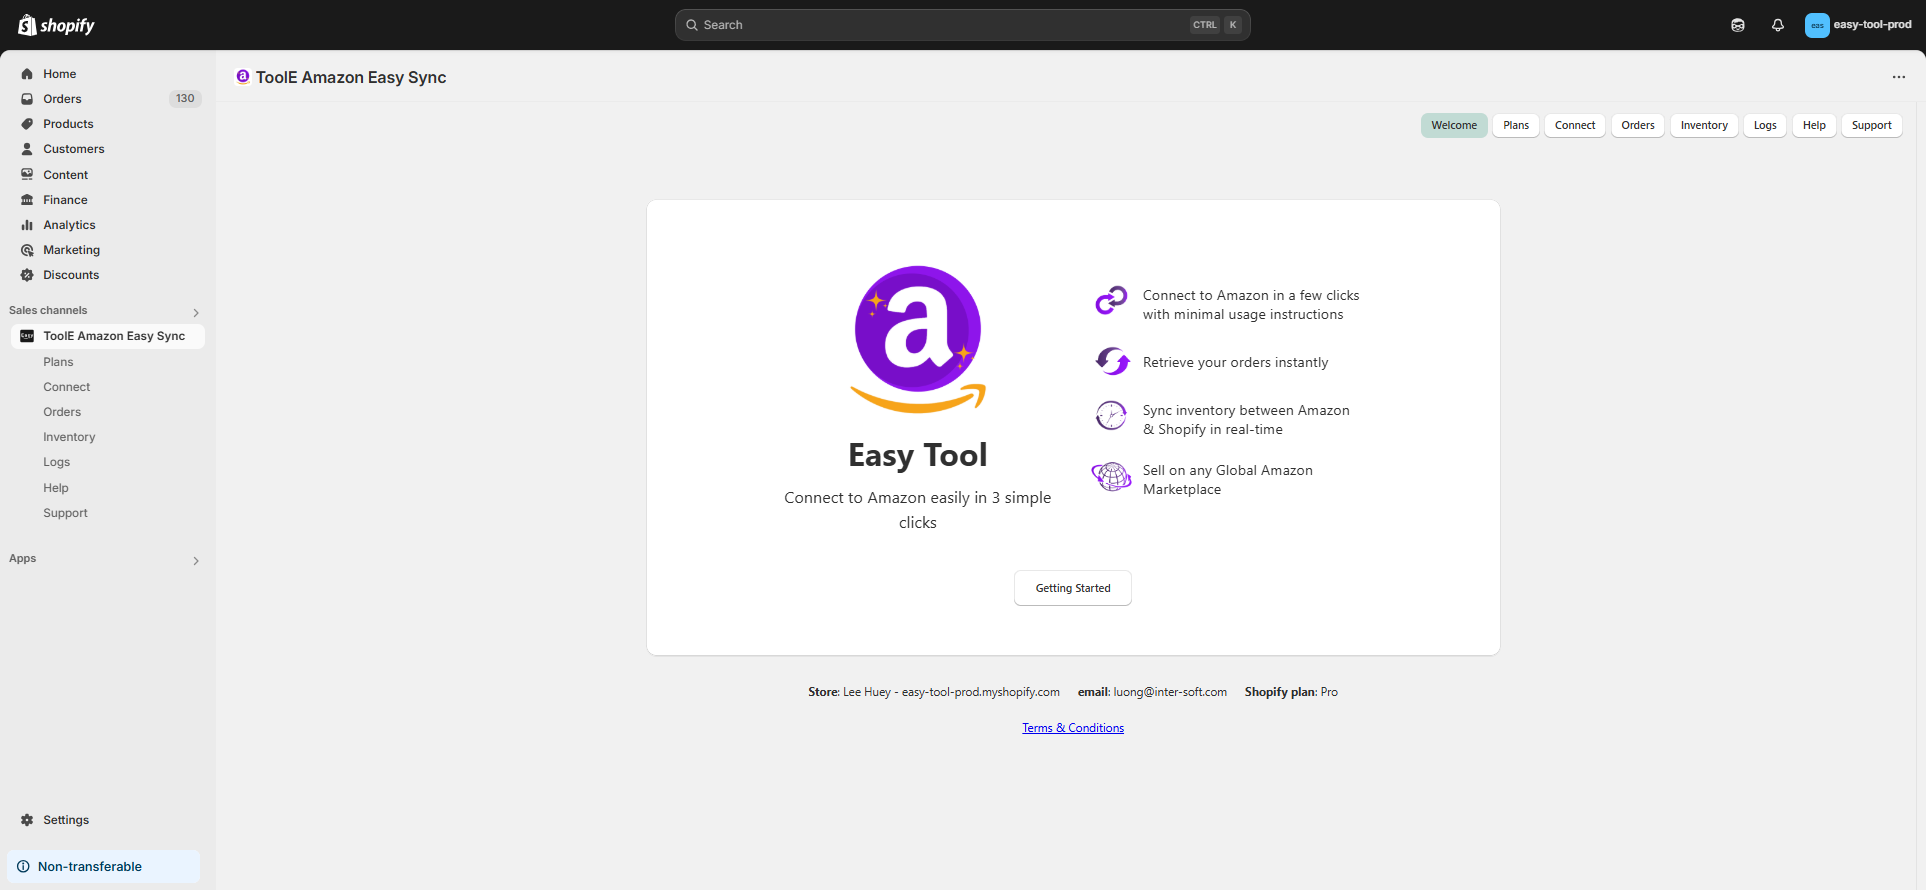 shopify
Search
CTRL K
eas
easy-tool-prod
Home
Orders 130
Products
Customers
Content
Finance
Analytics
Marketing
Discounts
Sales channels
ToolE Amazon Easy Sync
Plans
Connect
Orders
Inventory
Logs
Help
Support
Apps
Settings
Non-transferable
a ToolE Amazon Easy Sync
Welcome Plans Connect Orders Inventory Logs Help Support
a
Easy Tool
Connect to Amazon easily in 3 simple
clicks
Connect to Amazon in a few clicks
with minimal usage instructions
Retrieve your orders instantly
Sync inventory between Amazon
& Shopify in real-time
Sell on any Global Amazon
Marketplace
Getting Started
Store: Lee Huey - easy-tool-prod.myshopify.com email: luong@inter-soft.com Shopify plan: Pro
Terms & Conditions